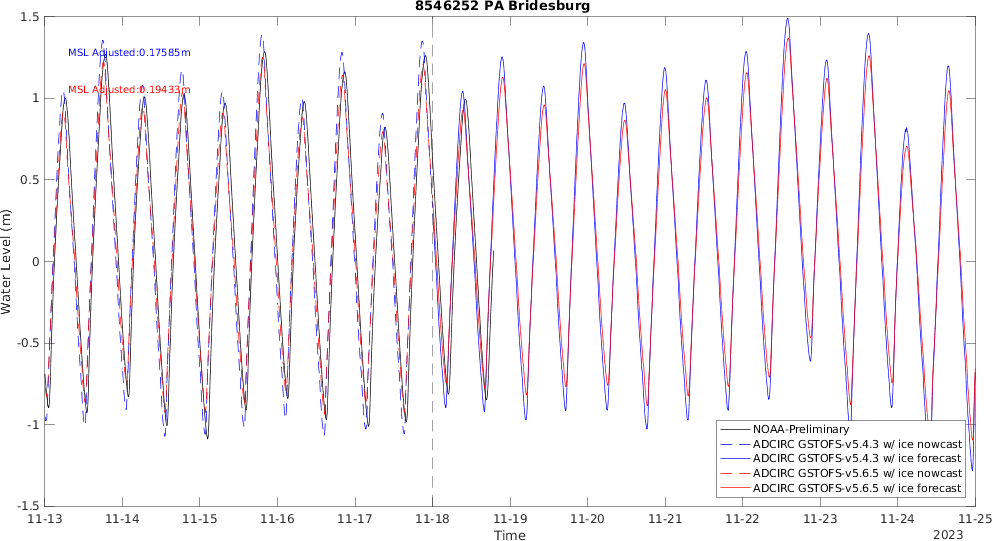 8546252 PA Bridesburg
MSL Adjusted:0.17585m
MSL Adjusted:0.19433m
Water Level (m)
1.5
1
0.5
0
-0.5
-1
-1.5
NOAA-Preliminary
ADCIRC GSTOFS-v5.4.3 w/ ice nowcast
ADCIRC GSTOFS-v5.4.3 w/ ice forecast
ADCIRC GSTOFS-v5.6.5 w/ ice nowcast
ADCIRC GSTOFS-v5.6.5 w/ ice forecast
11-13 11-14 11-15 11-16 11-17 11-18 11-19 11-20 11-21 11-22 11-23 11-24 11-25
Time
2023